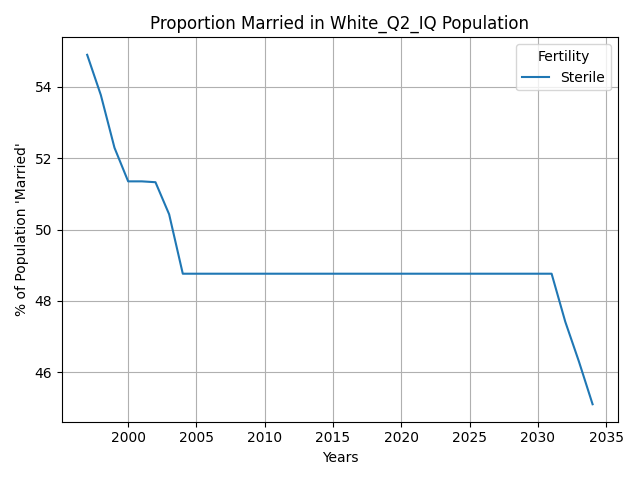 Proportion Married in White_Q2_IQ Population
% of Population 'Married'
54
52
50
48
46
Fertility
Sterile
2000 2005 2010 2015 2020 2025 2030 2035
Years